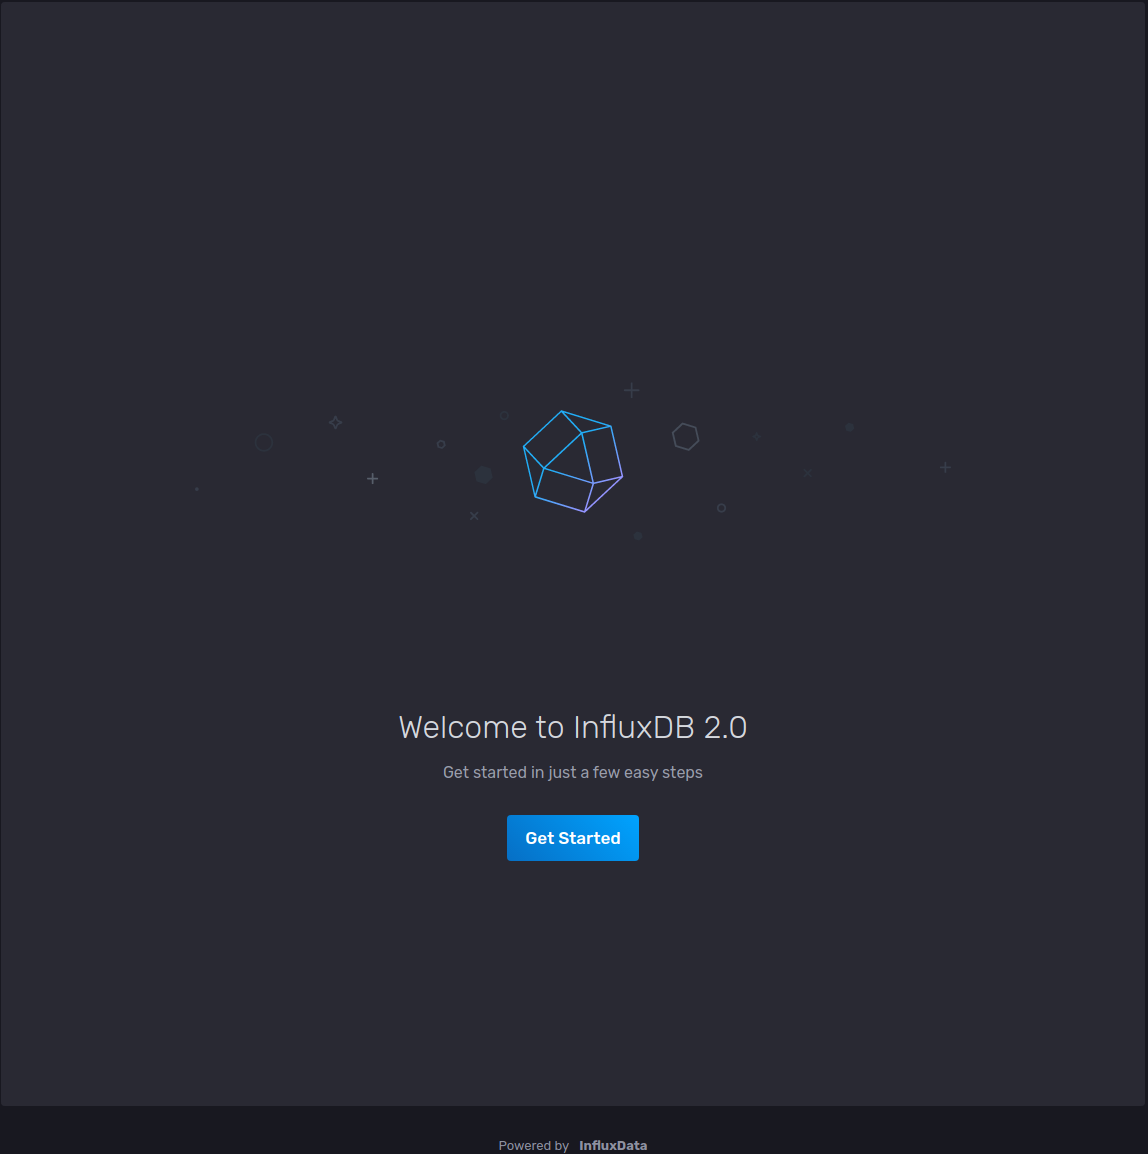 Welcome to InfluxDB 2.0
Get started in just a few easy steps
Get Started
Powered by InfluxData